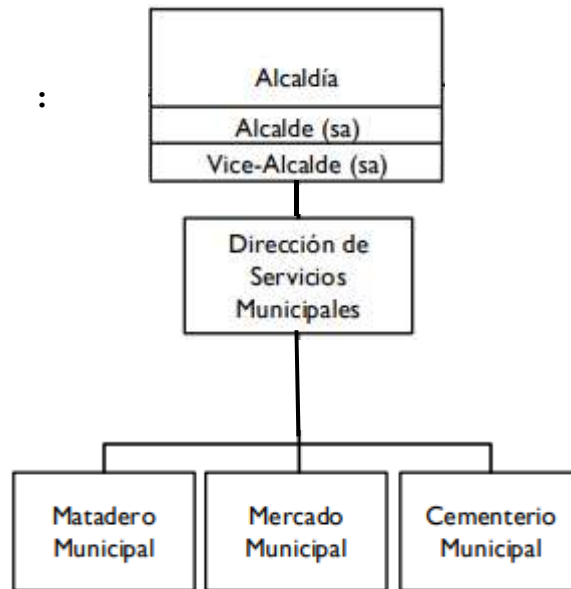 :
Alcaldía
Alcalde (sa)
Vice-Alcalde (sa)
Dirección de
Servicios
Municipales
Matadero
Municipal
Mercado
Municipal
Cementerio
Municipal